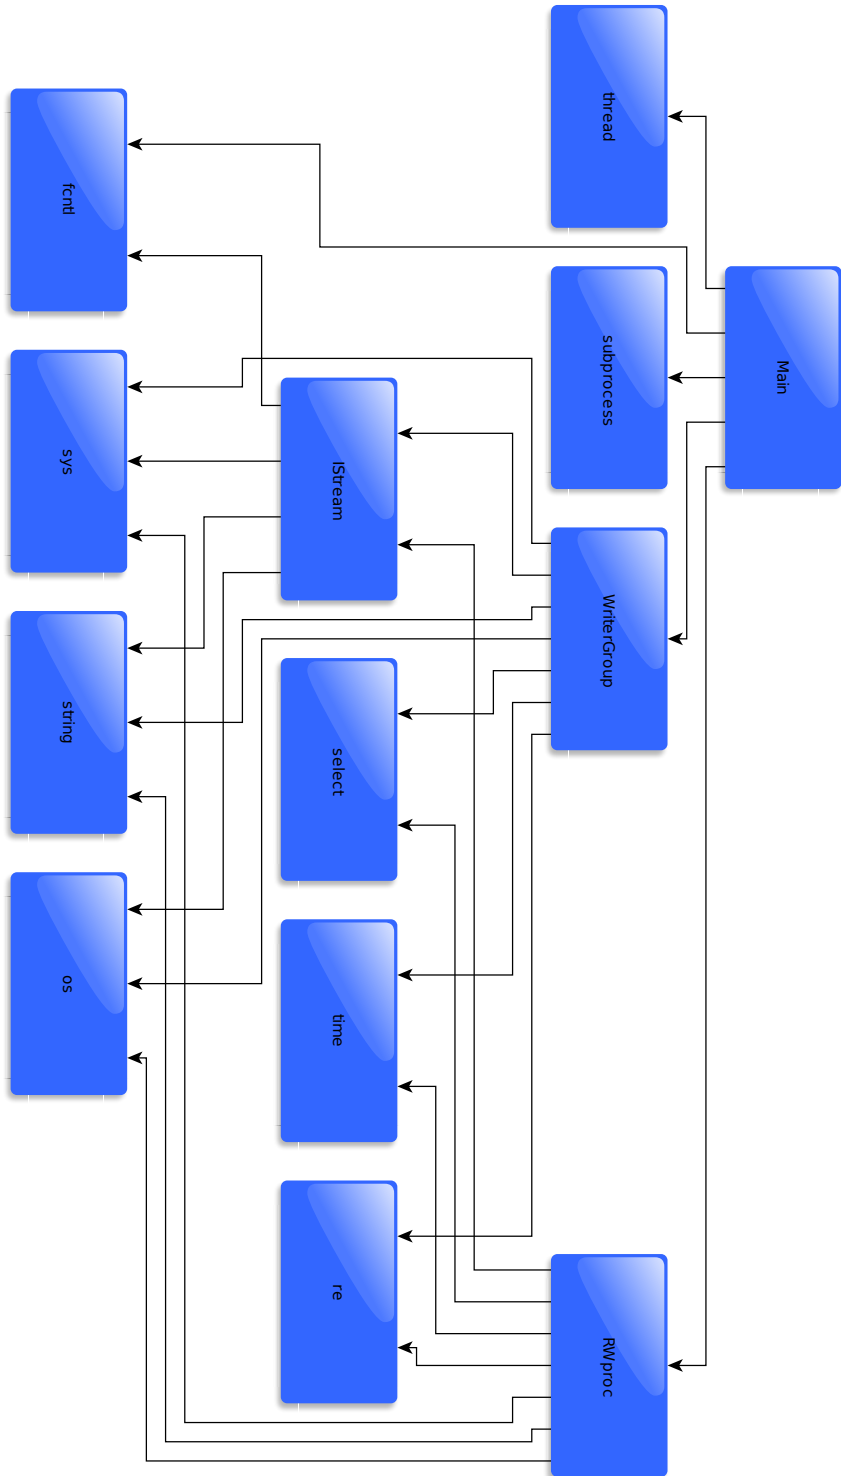 Main
thread
subprocess
WriterGroup
RWproc
IStream
select
time
re
fcntl
sys
string
os